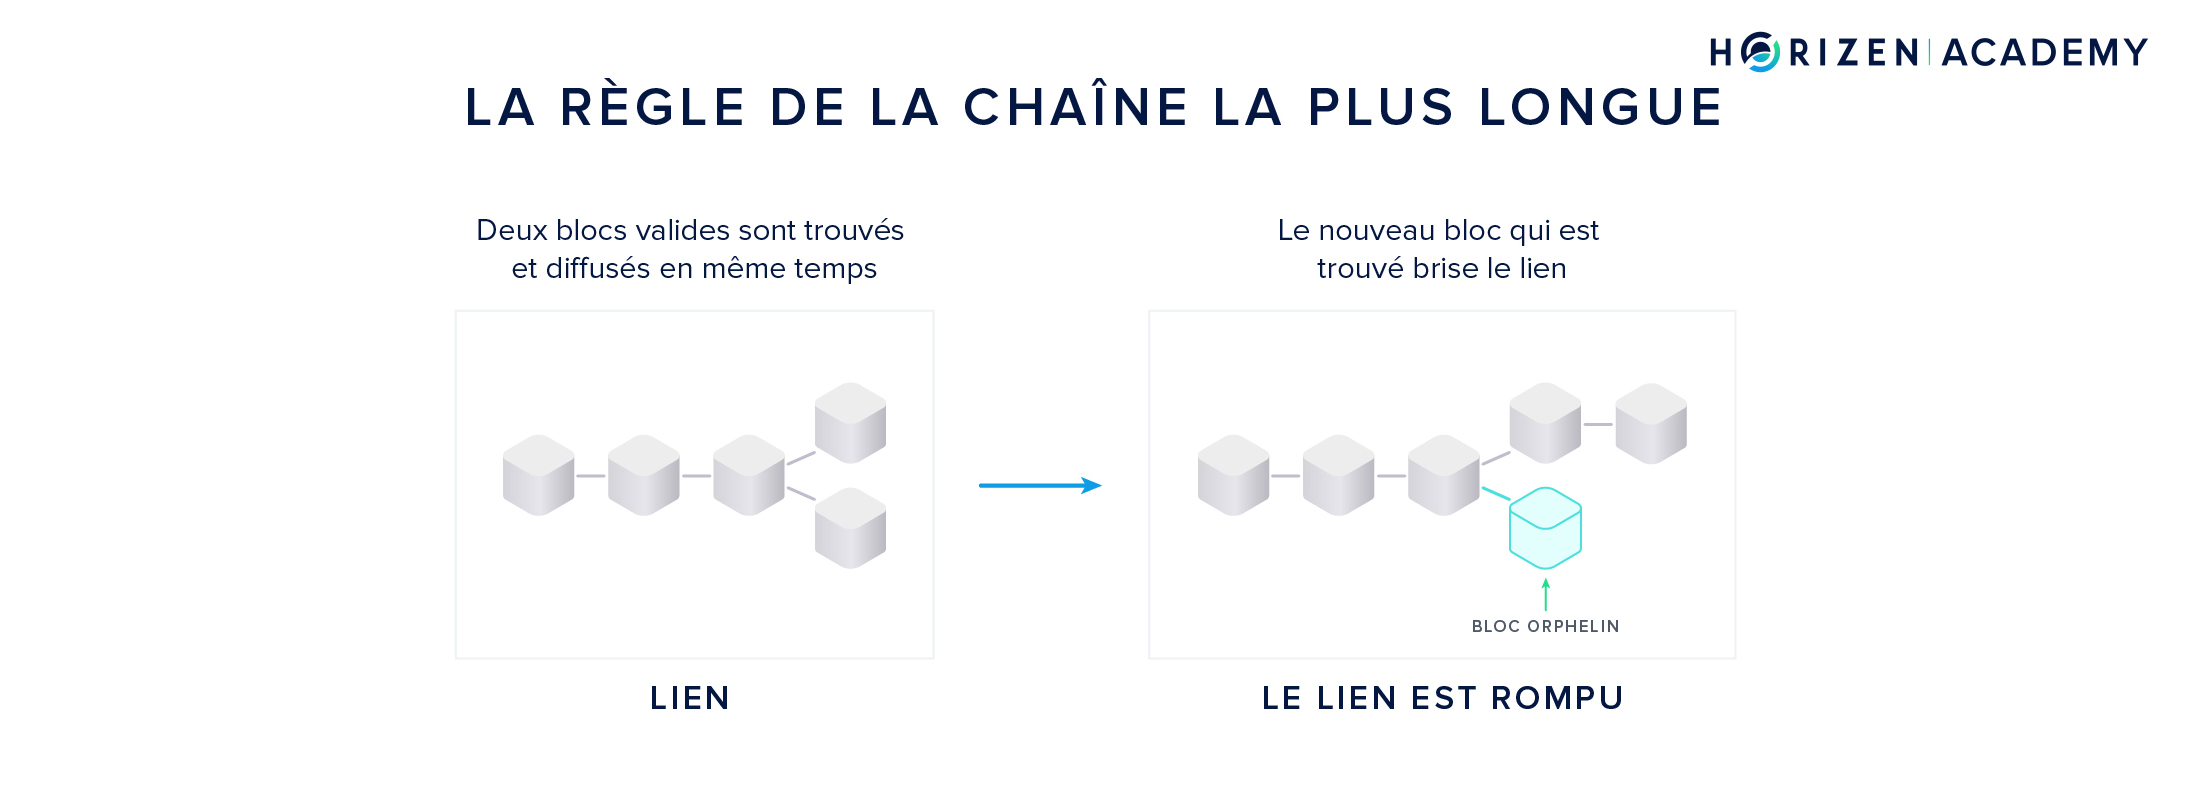 HORIZEN | ACADEMY
LA RÈGLE DE LA CHAÎNE LA PLUS LONGUE
Deux blocs valides sont trouvés
et diffusés en même temps
LIEN
Le nouveau bloc qui est
trouvé brise le lien
BLOC ORPHELIN
LE LIEN EST ROMPU